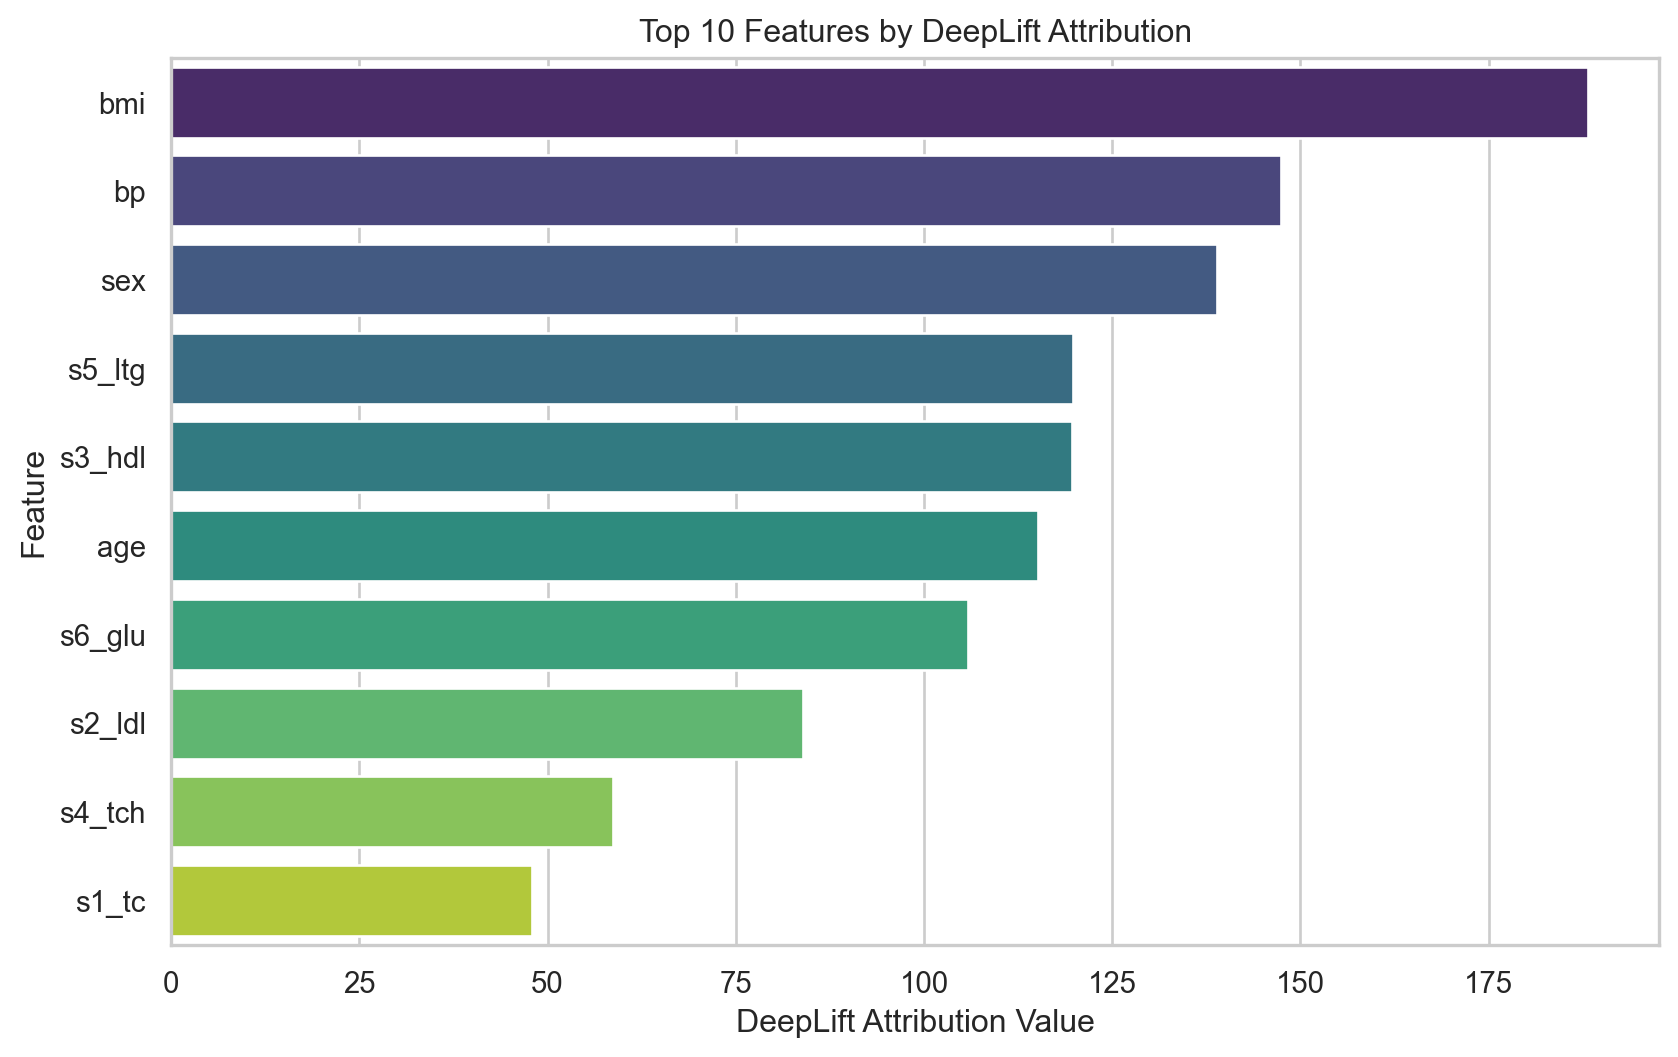 Top 10 Features by DeepLift Attribution
bmi
bp
sex
s5_ltg
s3_hdl
age
s6_glu
s2_ldl
s4_tch
s1_tc
Feature
0 25 50 75 100 125 150 175
DeepLift Attribution Value